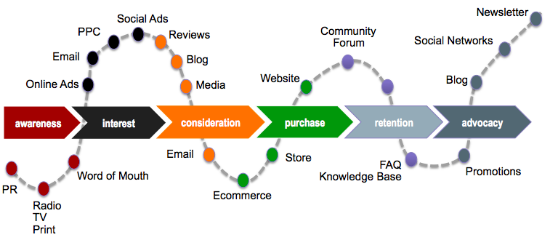 Newsletter
Social Ads
PPC
Reviews
Community
Forum
Social Networks
Email
Blog
Online Ads
Media
Website
Blog
awareness
interest
consideration
purchase
retention
advocacy
PR
Word of Mouth
Radio
TV
Print
Email
Store
Ecommerce
FAQ
Knowledge Base
Promotions